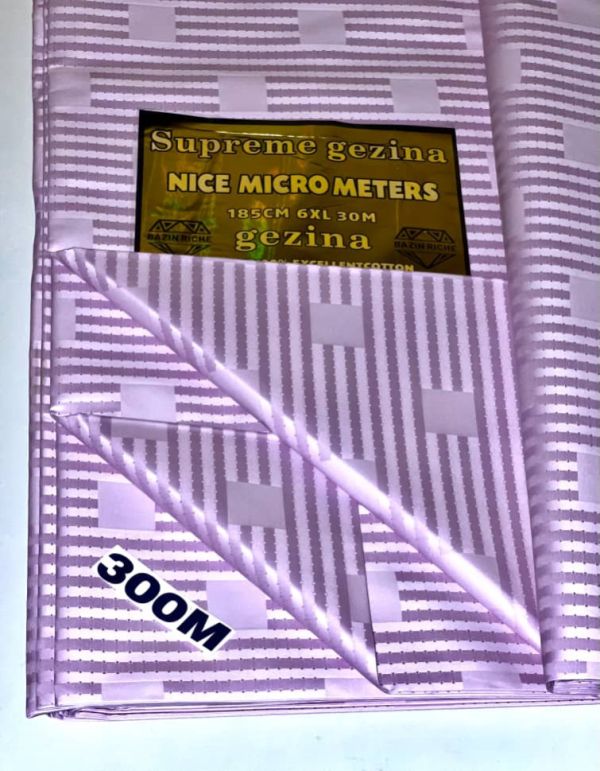 Supreme gezina
NICE MICRO METERS
185CM 6XL 30M
BAZIN RICHE
gezina
BAZIN RICHE
EXCELLENTCOTTON
300M